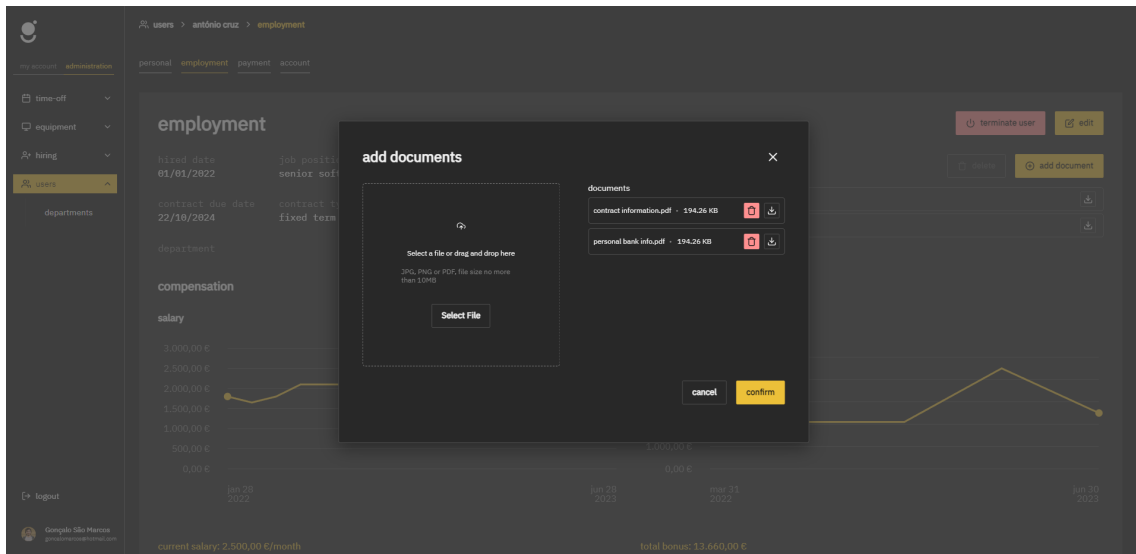 users > antónio cruz > employment
my account administration
personal employment payment account
time-off
equipment
hiring
users
departments
logout
Gonçalo São Marcos
employment
terminate user
edit
add document
hired date
01/01/2022
job positi
senior soft
contract due date
22/10/2024
contract t
fixed term
department
compensation
salary
add documents
Select a file or drag and drop here
JPG, PNG or PDF, file size no more
than 10MB
Select File
documents
contract information.pdf - 194.26 KB
personal bank info.pdf - 194.26 KB
cancel
confirm
3.000,00 €
2.500,00 €
2.000,00 €
1.500,00 €
1.000,00 €
500,00 €
0,00 €
jan 28
2022
jun 28
2023
1.000,00 €
0,00 €
mar 31
2022
jun 30
2023
current salary: 2.500,00 €/month
total bonus: 13.660,00 €